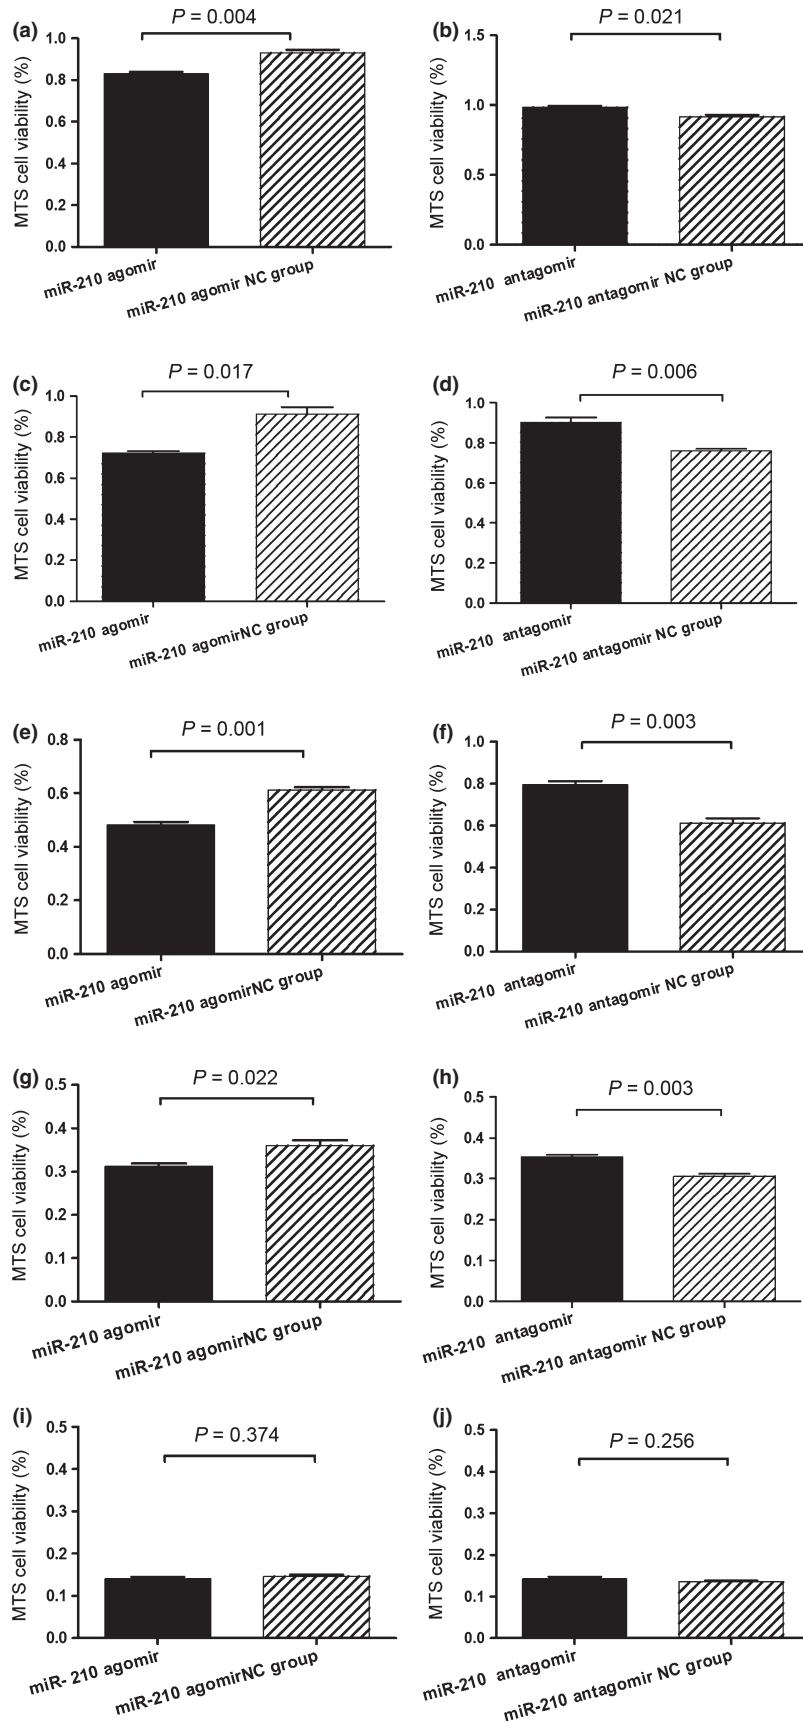 (a)
P = 0.004
MTS cell viability (%)
1.0
0.8
0.6
0.4
0.2
0.0
miR-210 agomir
miR-210 agomir NC group
(b)
P = 0.021
MTS cell viability (%)
1.5
1.0
0.5
0.0
miR-210 antagomir
miR-210 antagomir NC group
(c)
P = 0.017
MTS cell viability (%)
1.0
0.8
0.6
0.4
0.2
0.0
miR-210 agomir
miR-210 agomirNC group
(d)
P = 0.006
MTS cell viability (%)
1.0
0.8
0.6
0.4
0.2
0.0
miR-210 antagomir
miR-210 antagomir NC group
(e)
P = 0.001
MTS cell viability (%)
0.8
0.6
0.4
0.2
0.0
miR-210 agomir
miR-210 agomirNC group
(f)
P = 0.003
MTS cell viability (%)
1.0
0.8
0.6
0.4
0.2
0.0
miR-210 antagomir
miR-210 antagomir NC group
(g)
P = 0.022
MTS cell viability (%)
0.5
0.4
0.3
0.2
0.1
0.0
miR-210 agomir
miR-210 agomirNC group
(h)
P = 0.003
MTS cell viability (%)
0.5
0.4
0.3
0.2
0.1
0.0
miR-210 antagomir
miR-210 antagomir NC group
(i)
P = 0.374
MTS cell viability (%)
0.5
0.4
0.3
0.2
0.1
0.0
miR- 210 agomir
miR-210 agomirNC group
(j)
P = 0.256
MTS cell viability (%)
0.5
0.4
0.3
0.2
0.1
0.0
miR-210 antagomir
miR-210 antagomir NC group